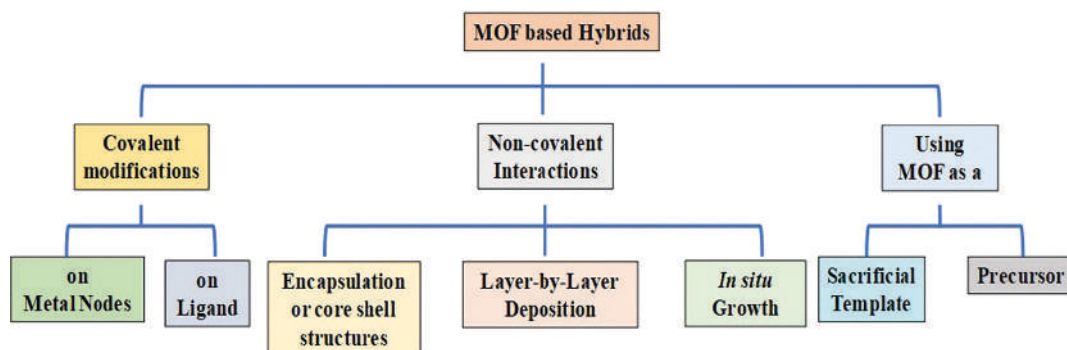 MOF based Hybrids
Covalent
modifications
Non-covalent
Interactions
Using
MOF as a
on
Metal Nodes
on
Ligand
Encapsulation
or core shell
structures
Layer-by-Layer
Deposition
In situ
Growth
Sacrificial
Template
Precursor